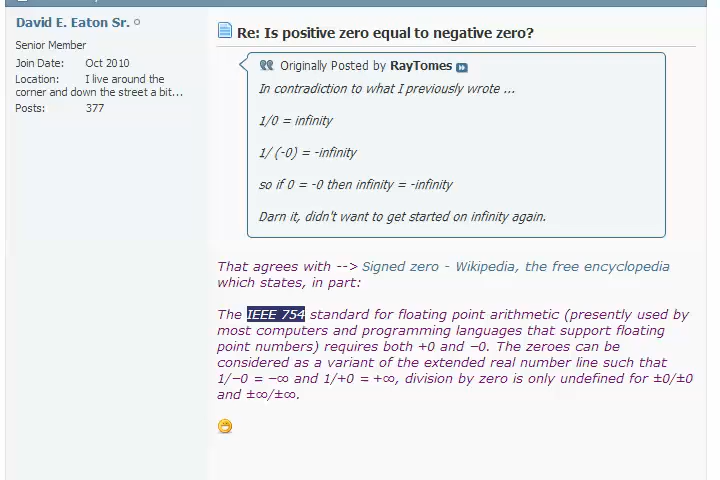 David E. Eaton Sr.
Senior Member
Join Date: Oct 2010
Location: I live around the
corner and down the street a bit...
Posts: 377
Re: Is positive zero equal to negative zero?
Originally Posted by RayTomes
In contradiction to what I previously wrote ...
1/0 = infinity
1/ (-0) = -infinity
so if 0 = -0 then infinity = -infinity
Darn it, didn't want to get started on infinity again.
That agrees with --> Signed zero - Wikipedia, the free encyclopedia
which states, in part:
The IEEE 754 standard for floating point arithmetic (presently used by
most computers and programming languages that support floating
point numbers) requires both +0 and −0. The zeroes can be
considered as a variant of the extended real number line such that
1/−0 = −∞ and 1/+0 = +∞, division by zero is only undefined for ±0/±0
and ±∞/±∞.